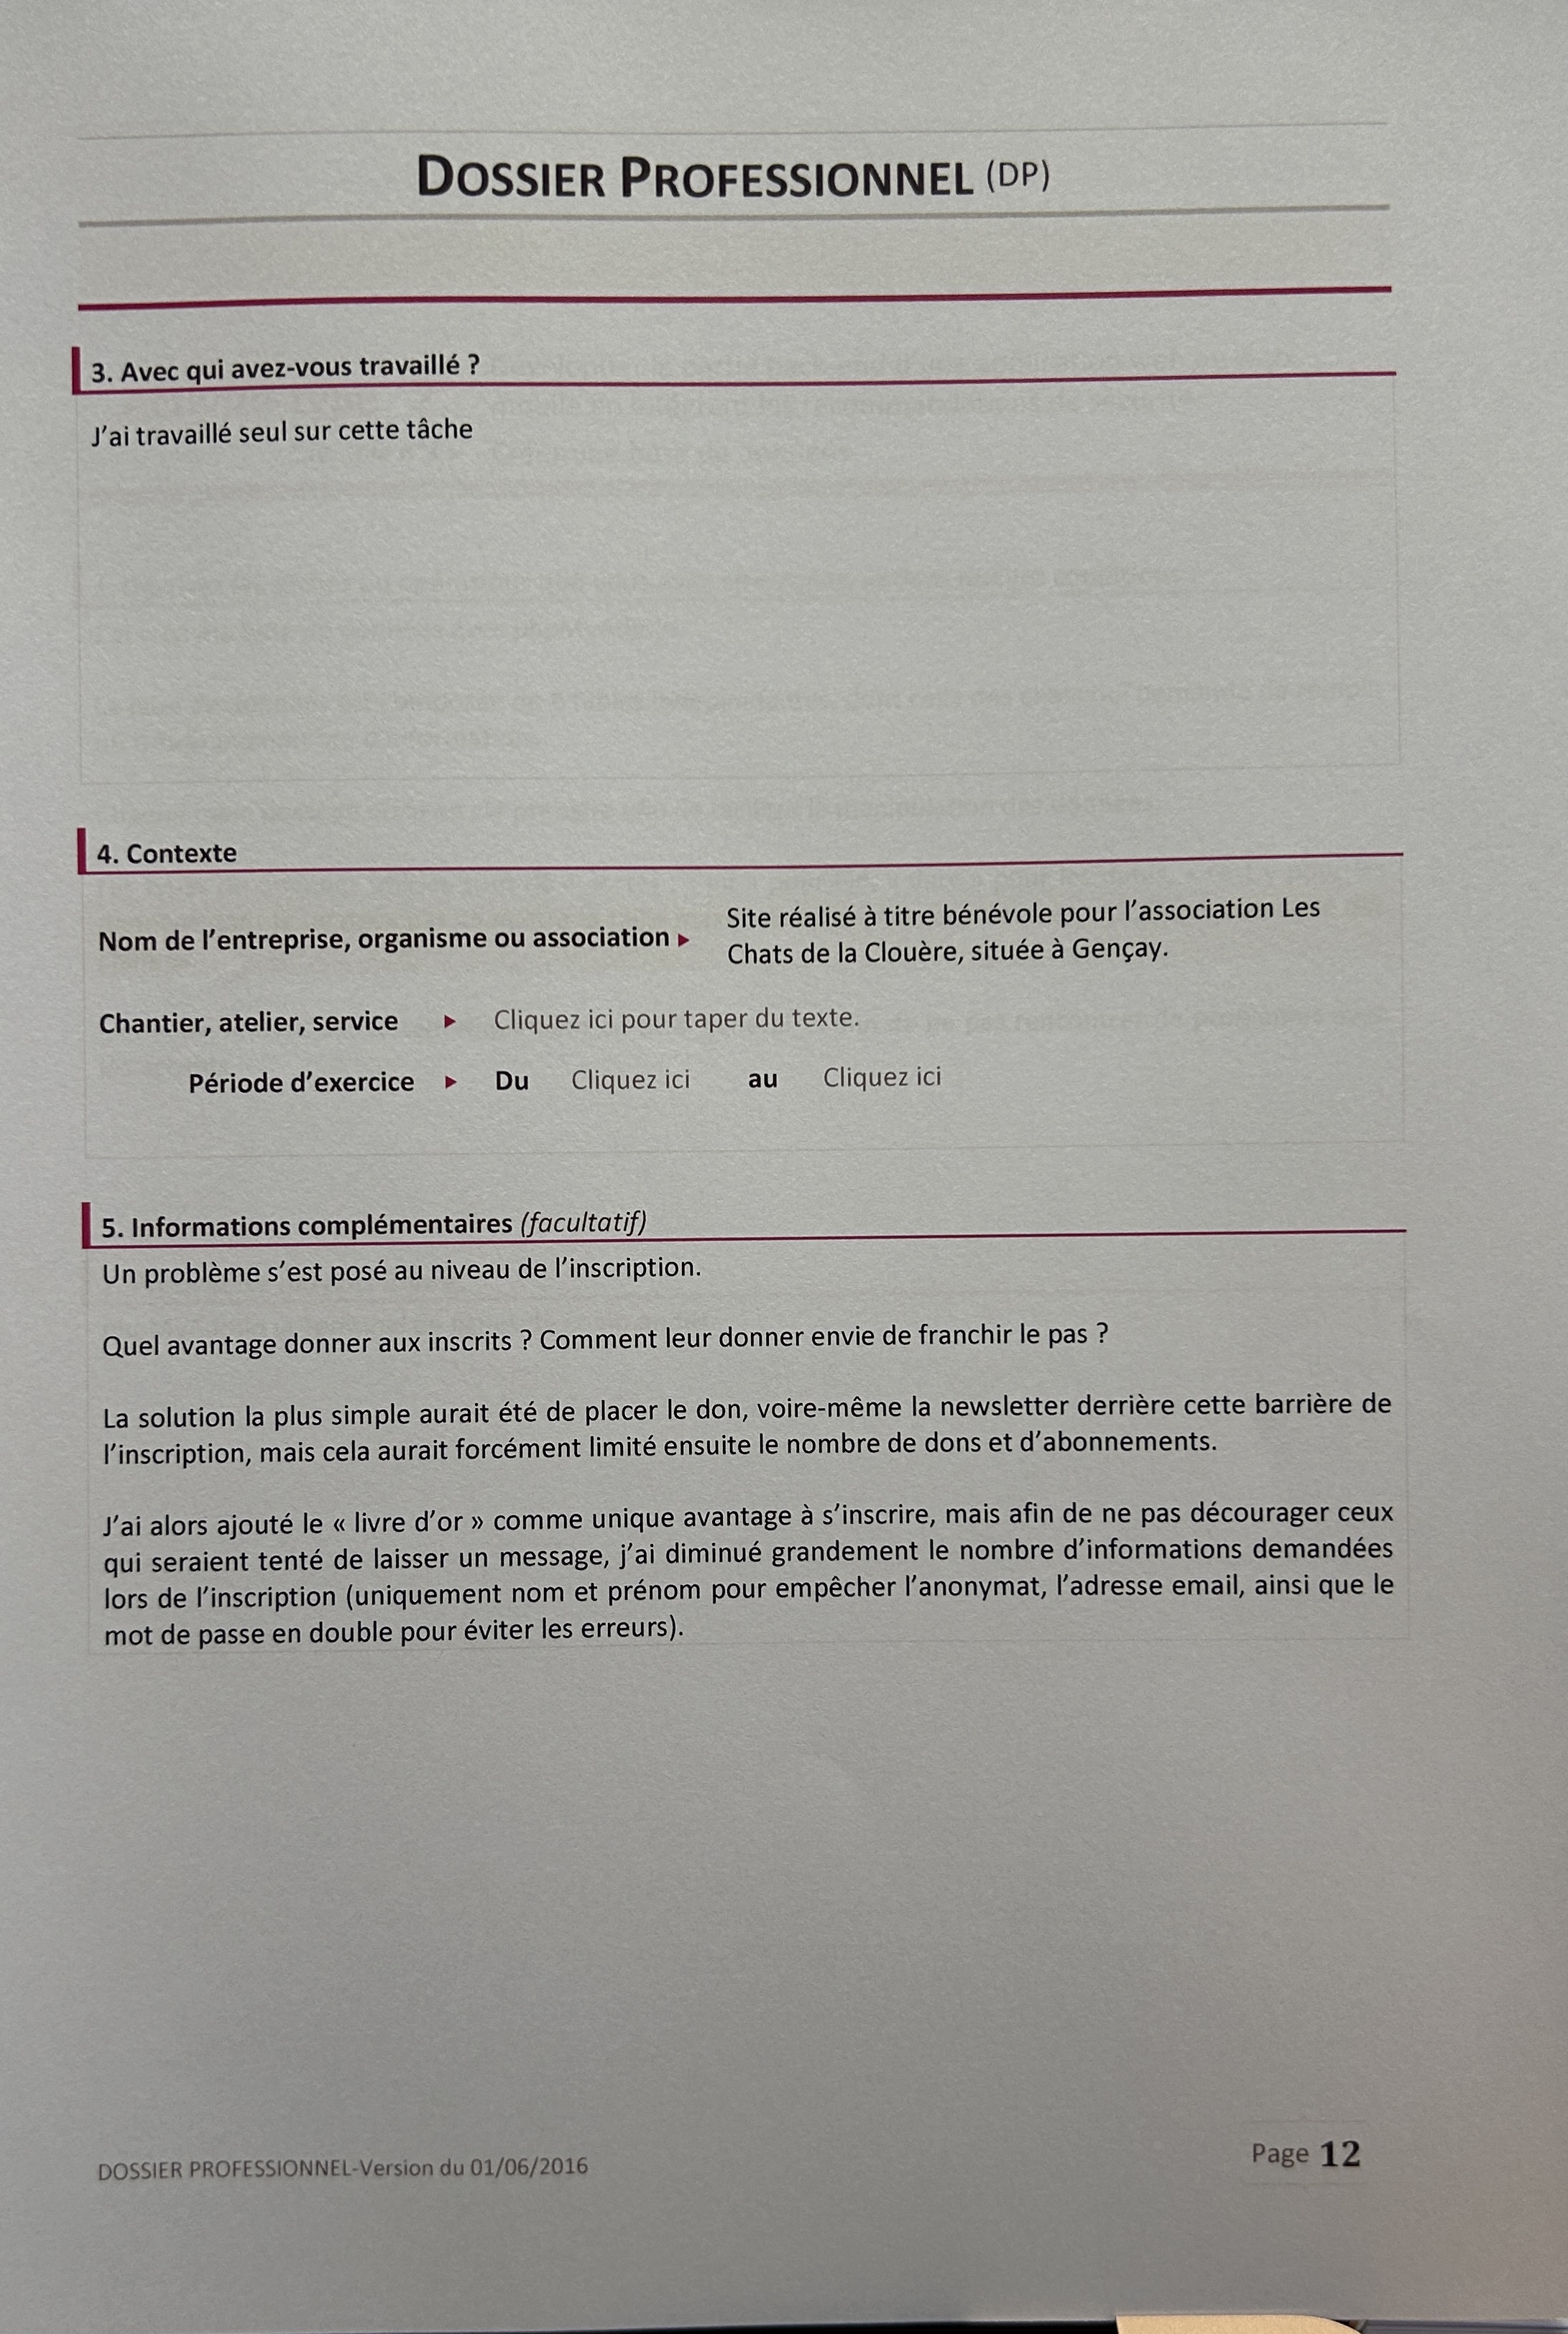 DOSSIER PROFESSIONNEL (DP)
3. Avec qui avez-vous travaillé ?
J'ai travaillé seul sur cette tâche
4. Contexte
Nom de l'entreprise, organisme ou association ▸ Site réalisé à titre bénévole pour l'association Les
Chats de la Clouère, située à Gençay.
Chantier, atelier, service ▸ Cliquez ici pour taper du texte.
Période d'exercice ▸ Du Cliquez ici au Cliquez ici
5. Informations complémentaires (facultatif)
Un problème s'est posé au niveau de l'inscription.
Quel avantage donner aux inscrits ? Comment leur donner envie de franchir le pas ?
La solution la plus simple aurait été de placer le don, voire-même la newsletter derrière cette barrière de
l'inscription, mais cela aurait forcément limité ensuite le nombre de dons et d'abonnements.
J'ai alors ajouté le « livre d'or » comme unique avantage à s'inscrire, mais afin de ne pas décourager ceux
qui seraient tenté de laisser un message, j'ai diminué grandement le nombre d'informations demandées
lors de l'inscription (uniquement nom et prénom pour empêcher l'anonymat, l'adresse email, ainsi que le
mot de passe en double pour éviter les erreurs).
DOSSIER PROFESSIONNEL-Version du 01/06/2016
Page 12